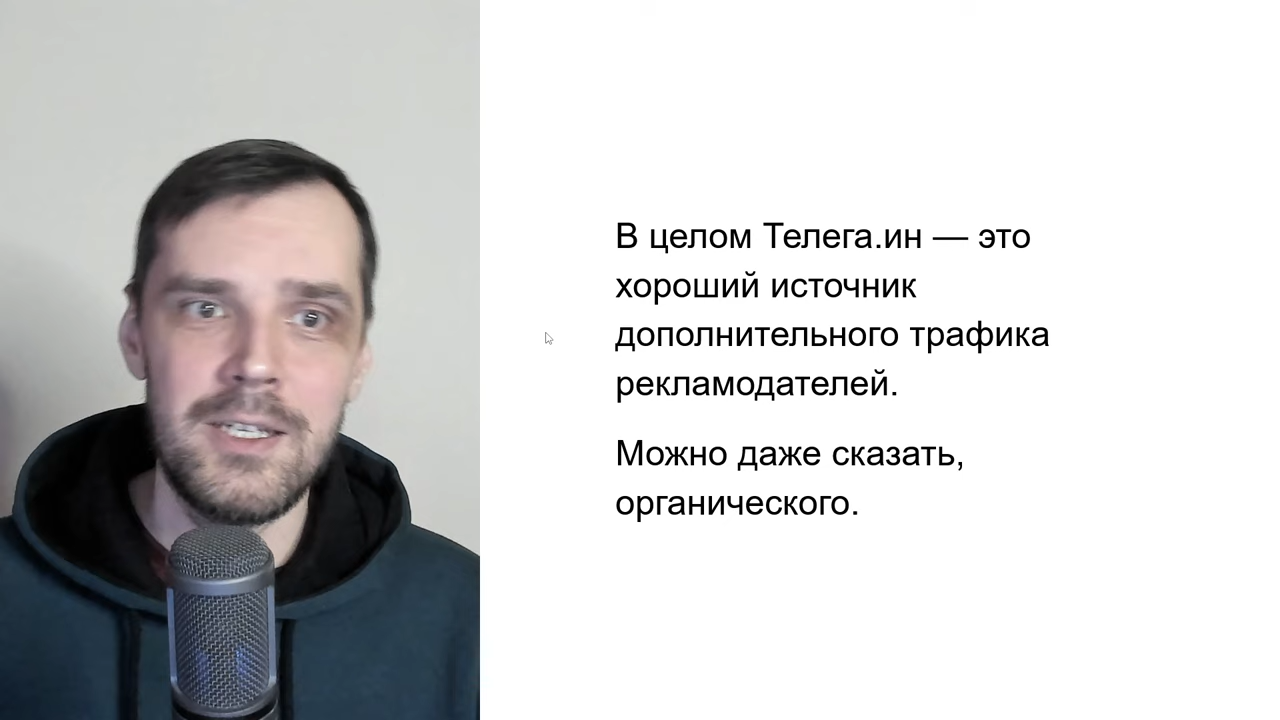 В целом Телега.ин — это
хороший источник
дополнительного трафика
рекламодателей.
Можно даже сказать,
органического.